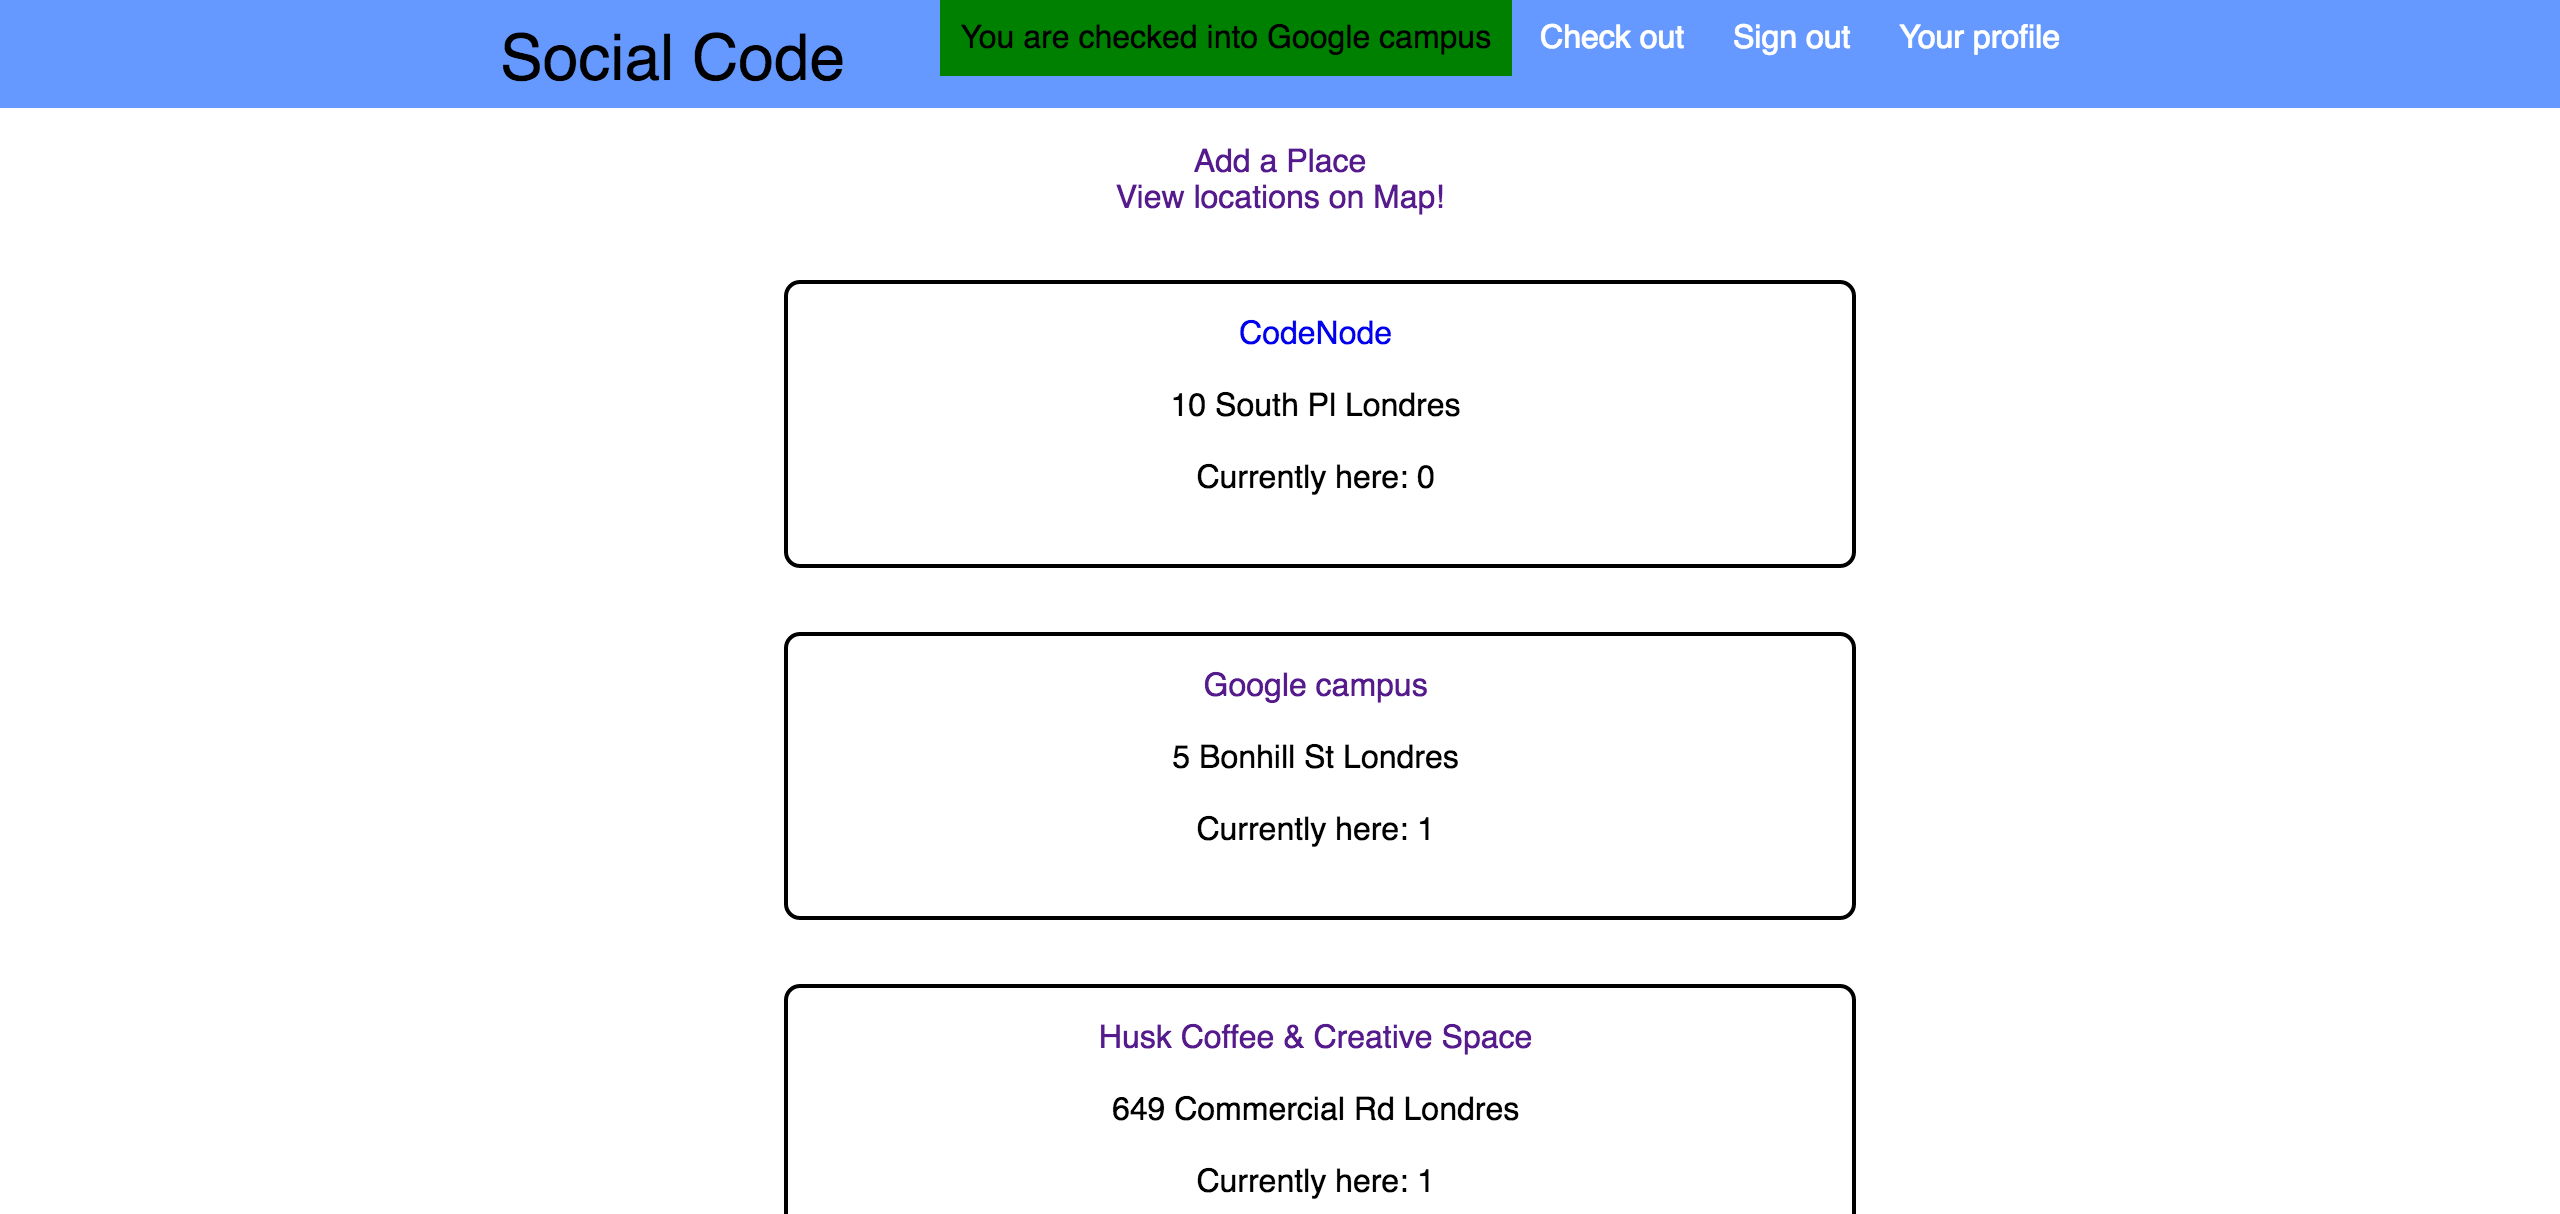 Social Code
You are checked into Google campus
Check out
Sign out
Your profile
Add a Place
View locations on Map!
CodeNode
10 South Pl Londres
Currently here: 0
Google campus
5 Bonhill St Londres
Currently here: 1
Husk Coffee & Creative Space
649 Commercial Rd Londres
Currently here: 1